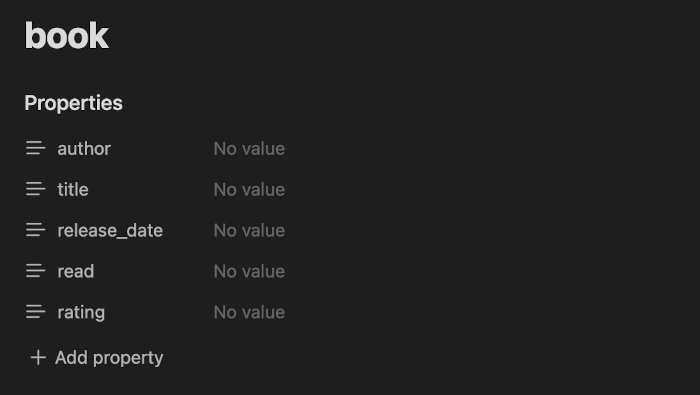 book
Properties
author No value
title No value
release_date No value
read No value
rating No value
+ Add property